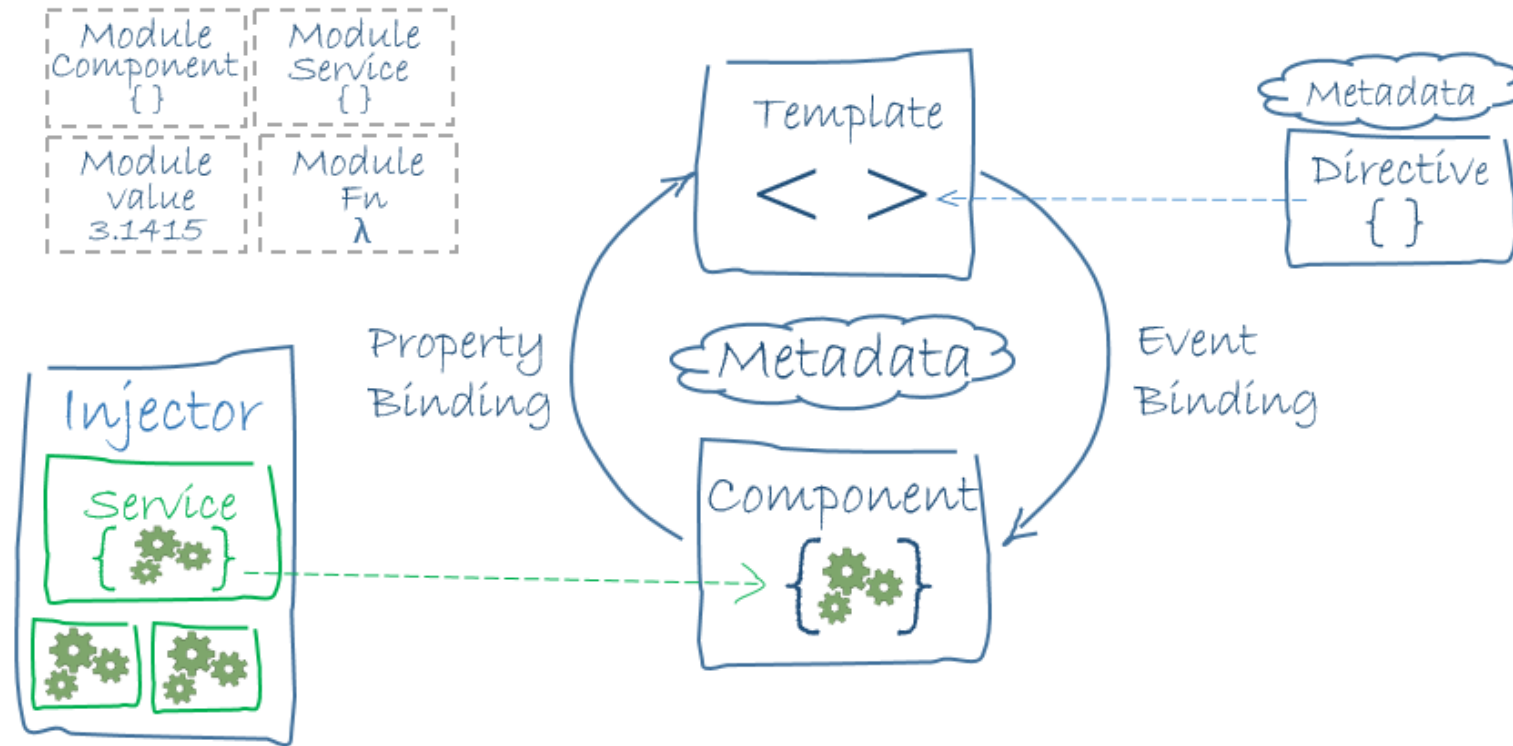 Module
Component
{ }
Module
Service
{ }
Module
value
3.1415
Module
Fn
λ
Template
< >
Metadata
Directive
{ }
Property
Binding
Metadata
Event
Binding
Injector
Service
{ }
Component
{ }